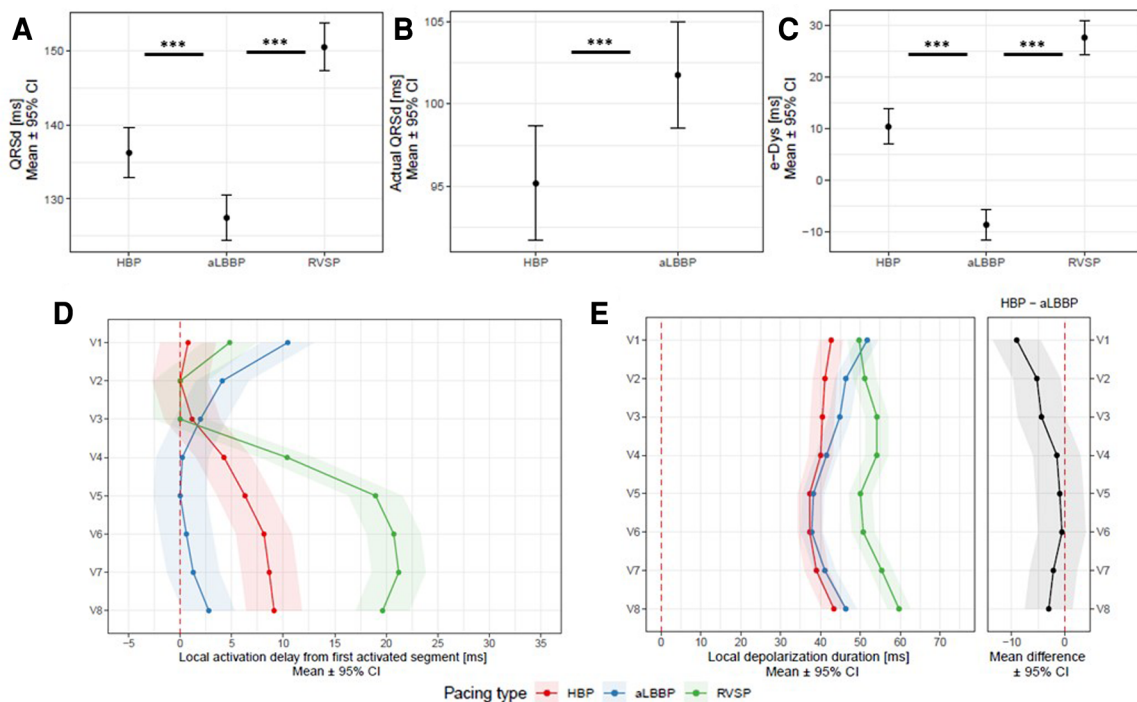 A
QRSd [ms]
Mean ± 95% CI
150
140
130
***
***
HBP
aLBBP
RVSP
B
Actual QRSd [ms]
Mean ± 95% CI
105
100
95
***
HBP
aLBBP
C
e-Dys [ms]
Mean ± 95% CI
30
20
10
0
−10
***
***
HBP
aLBBP
RVSP
D
V1
V2
V3
V4
V5
V6
V7
V8
−5 0 5 10 15 20 25 30 35
Local activation delay from first activated segment [ms]
Mean ± 95% CI
E
V1
V2
V3
V4
V5
V6
V7
V8
0 10 20 30 40 50 60 70
Local depolarization duration [ms]
Mean ± 95% CI
HBP − aLBBP
V1
V2
V3
V4
V5
V6
V7
V8
−10 0
Mean difference
± 95% CI
Pacing type HBP aLBBP RVSP